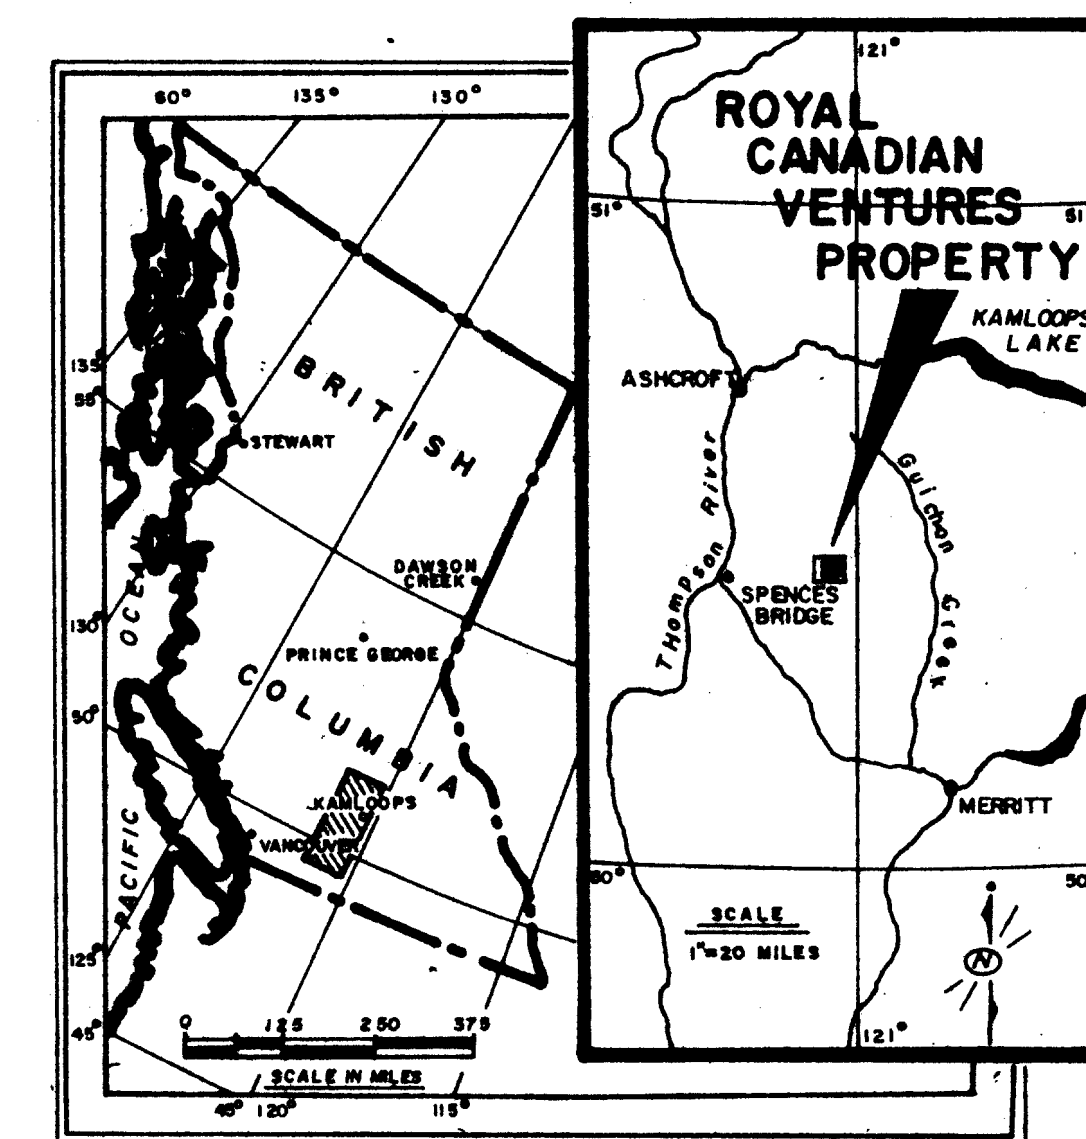 60° 135° 130°
135°
55°
130°
50°
125°
45°
45° 120° 115°
BRITISH
COLUMBIA
STEWART
DAWSON
CREEK
PRINCE GEORGE
KAMLOOPS
VANCOUVER
PACIFIC OCEAN
0 125 250 375
SCALE IN MILES
121°
ROYAL
CANADIAN
VENTURES
PROPERTY
51° 51
KAMLOOPS
LAKE
ASHCROFT
Thompson River
Guichon Creek
SPENCES
BRIDGE
MERRITT
50° 50
SCALE
1"=20 MILES
N
121°